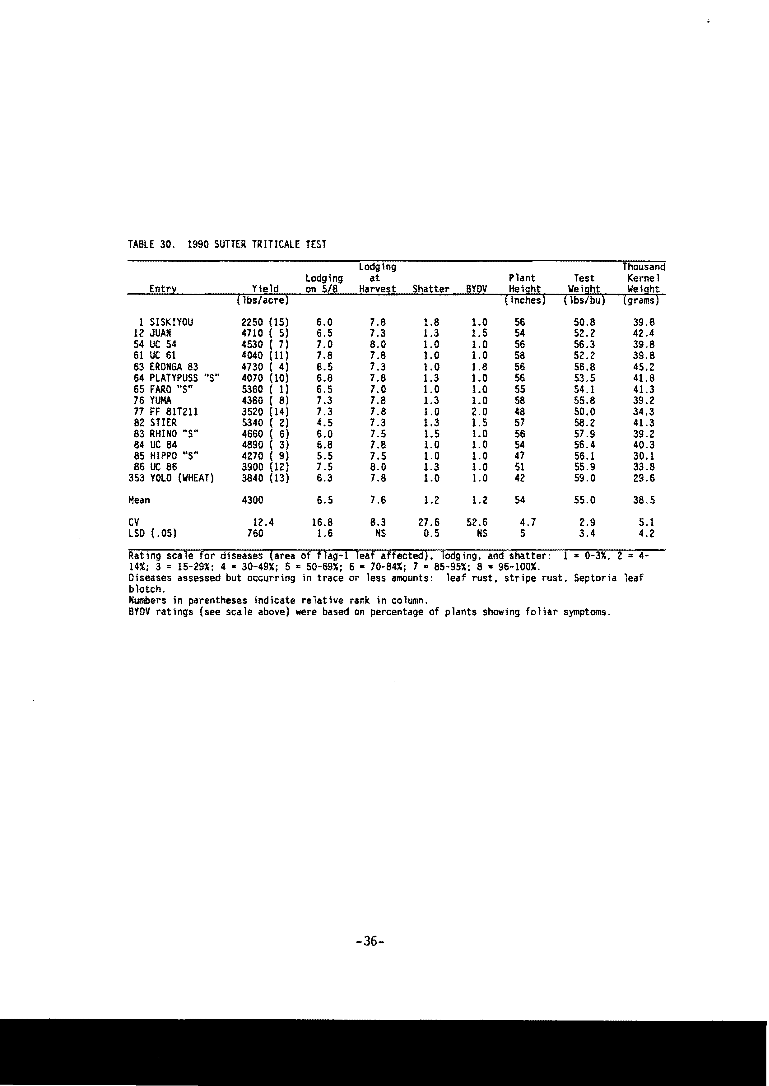 TABLE 30. 1990 SUTTER TRITICALE TEST
Lodging Thousand
Lodging at Plant Test Kernel
Entry Yield on 5/8 Harvest Shatter BYDV Height Weight Weight
(lbs/acre) (inches) (lbs/bu) (grams)
1 SISKIYOU 2250 (15) 6.0 7.8 1.8 1.0 56 50.8 39.8
12 JUAN 4710 ( 5) 6.5 7.3 1.3 1.5 54 52.2 42.4
54 UC 54 4530 ( 7) 7.0 8.0 1.0 1.0 56 56.3 39.8
61 UC 61 4040 (11) 7.8 7.8 1.0 1.0 58 52.2 39.8
63 ERONGA 83 4730 ( 4) 6.5 7.3 1.0 1.8 56 56.8 45.2
64 PLATYPUSS "S" 4070 (10) 6.8 7.8 1.3 1.0 56 53.5 41.8
65 FARO "S" 5360 ( 1) 6.5 7.0 1.0 1.0 55 54.1 41.3
76 YUMA 4380 ( 8) 7.3 7.8 1.3 1.0 58 55.8 39.2
77 FF 81T211 3520 (14) 7.3 7.8 1.0 2.0 48 50.0 34.3
82 STIER 5340 ( 2) 4.5 7.3 1.3 1.5 57 58.2 41.3
83 RHINO "S" 4660 ( 6) 6.0 7.5 1.5 1.0 56 57.9 39.2
84 UC 84 4890 ( 3) 6.8 7.8 1.0 1.0 54 56.4 40.3
85 HIPPO "S" 4270 ( 9) 5.5 7.5 1.0 1.0 47 56.1 30.1
86 UC 86 3900 (12) 7.5 8.0 1.3 1.0 51 55.9 33.8
353 YOLO (WHEAT) 3840 (13) 6.3 7.8 1.0 1.0 42 59.0 29.6
Mean 4300 6.5 7.6 1.2 1.2 54 55.0 38.5
CV 12.4 16.8 8.3 27.6 52.6 4.7 2.9 5.1
LSD (.05) 760 1.6 NS 0.5 NS 5 3.4 4.2
Rating scale for diseases (area of flag-1 leaf affected), lodging, and shatter: 1 = 0-3%, 2 = 4-
14%; 3 = 15-29%; 4 = 30-49%; 5 = 50-69%; 6 = 70-84%; 7 = 85-95%; 8 = 96-100%.
Diseases assessed but occurring in trace or less amounts: leaf rust, stripe rust, Septoria leaf
blotch.
Numbers in parentheses indicate relative rank in column.
BYDV ratings (see scale above) were based on percentage of plants showing foliar symptoms.
-36-